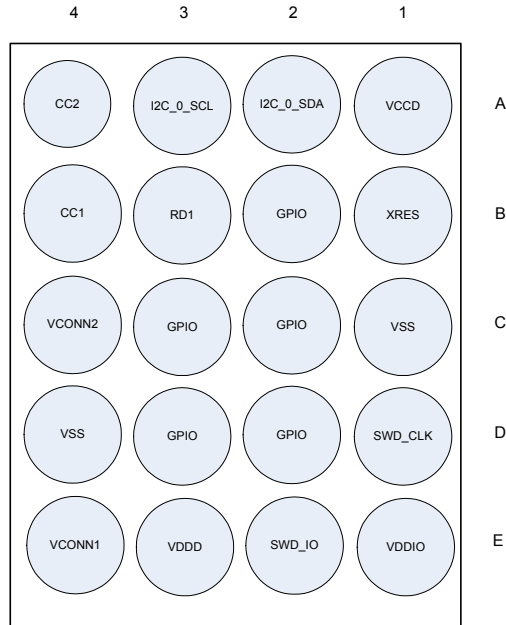 4 3 2 1
CC2 I2C_0_SCL I2C_0_SDA VCCD A
CC1 RD1 GPIO XRES B
VCONN2 GPIO GPIO VSS C
VSS GPIO GPIO SWD_CLK D
VCONN1 VDDD SWD_IO VDDIO E